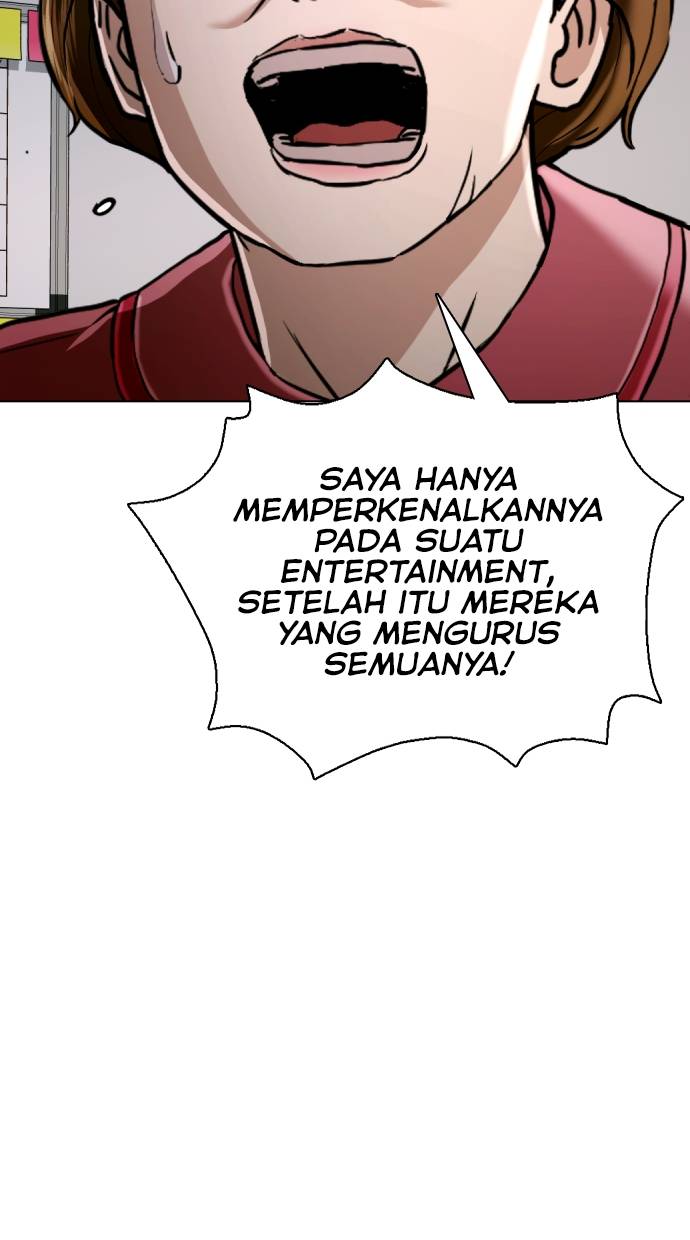 SAYA HANYA
MEMPERKENALKANNYA
PADA SUATU
ENTERTAINMENT,
SETELAH ITU MEREKA
YANG MENGURUS
SEMUANYA!